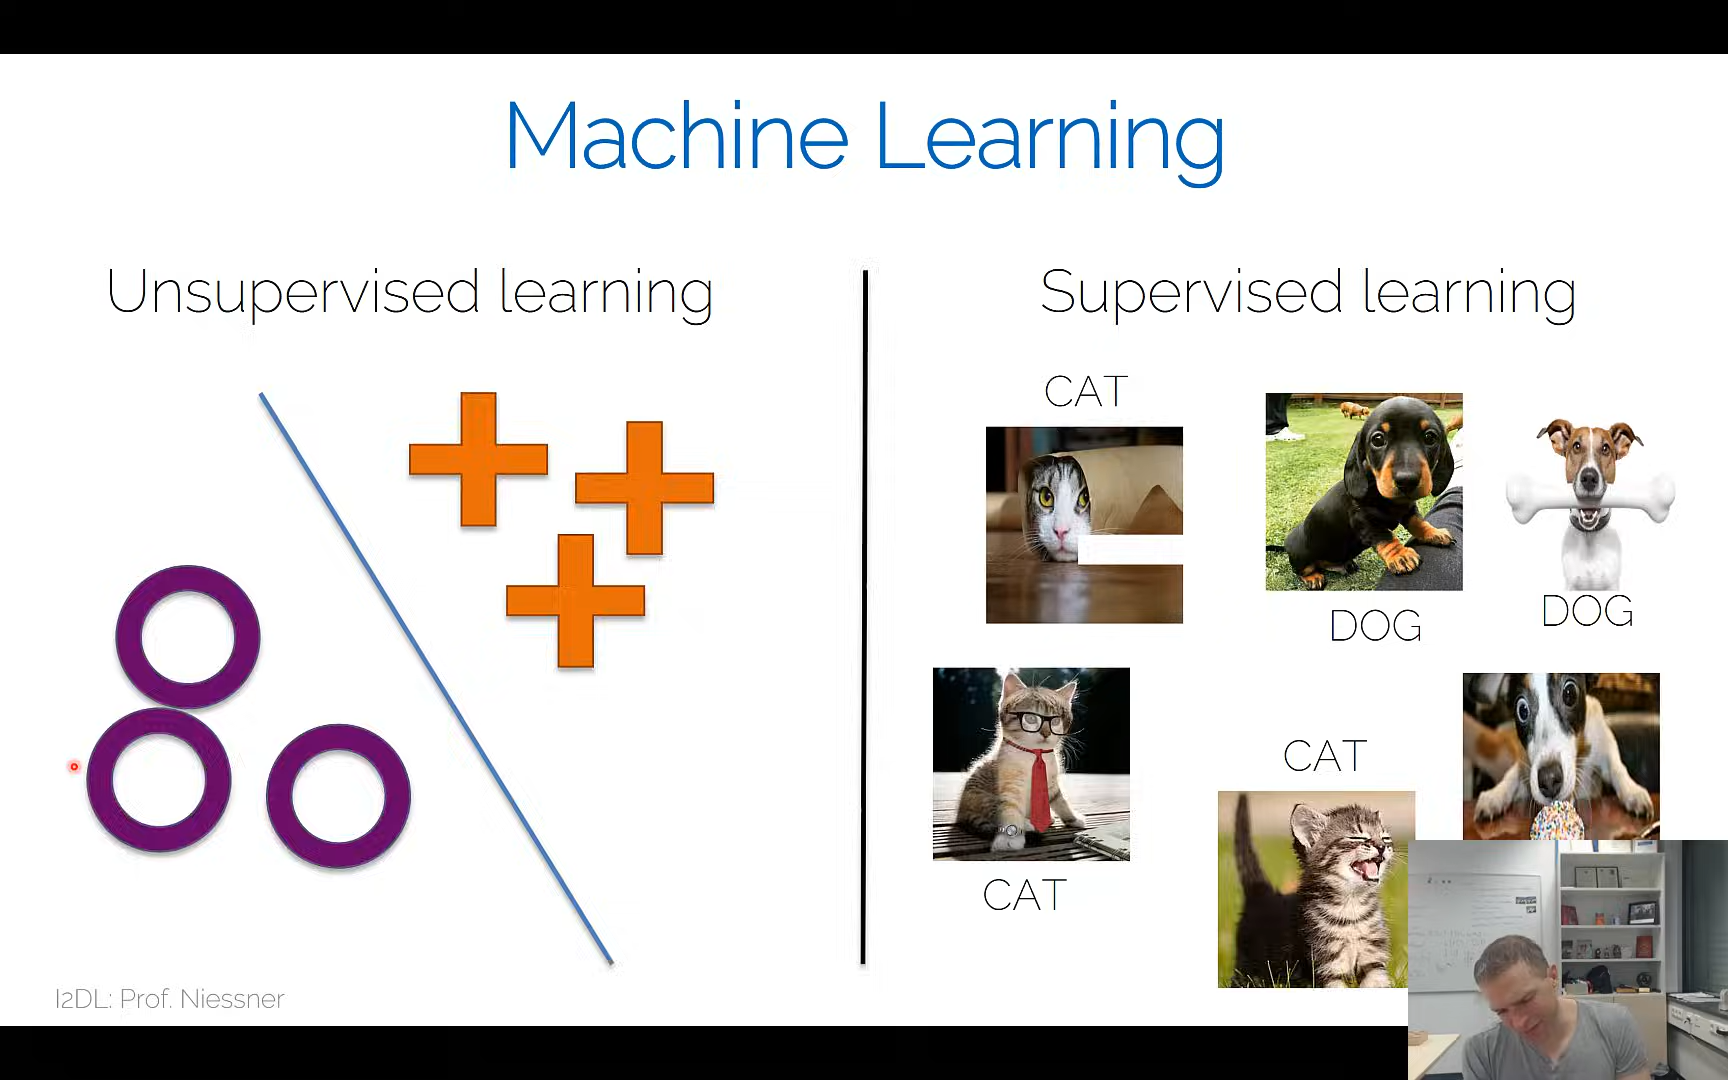 Machine Learning
Unsupervised learning
Supervised learning
CAT
DOG
DOG
CAT
CAT
I2DL: Prof. Niessner